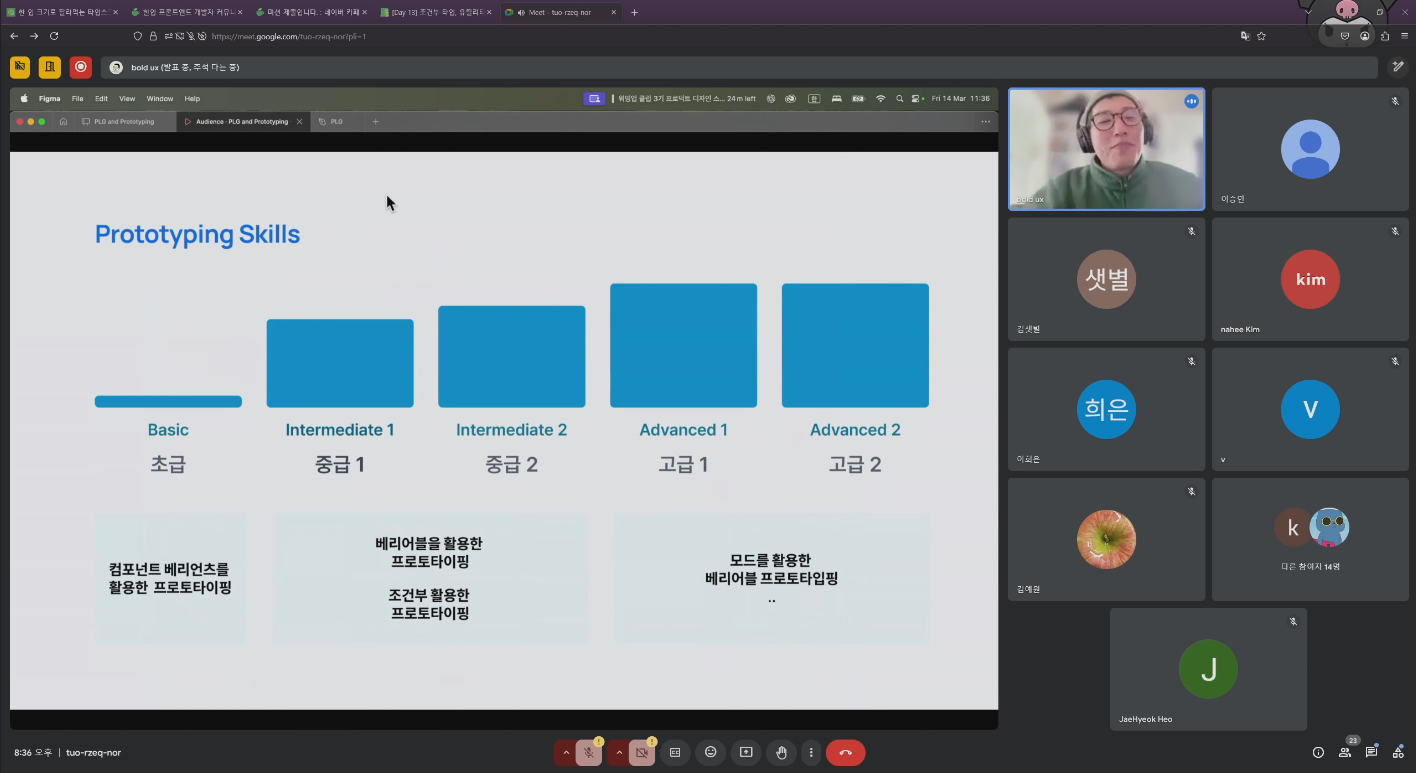 한 입 크기로 잘라먹는 타입스
한입 프론트엔드 개발자 커뮤니
미션 제출입니다. : 네이버 카페
[Day 13] 조건부 타입, 유틸리티
Meet - tuo-rzeq-nor
https://meet.google.com/tuo-rzeq-nor?pli=1
bold ux (발표 중, 주석 다는 중)
Figma File Edit View Window Help
워밍업 클럽 3기 프로덕트 디자인 스... 24 m left
Fri 14 Mar 11:36
PLG and Prototyping
Audience - PLG and Prototyping
PLG
Prototyping Skills
Basic Intermediate 1 Intermediate 2 Advanced 1 Advanced 2
초급 중급 1 중급 2 고급 1 고급 2
컴포넌트 베리언츠를
활용한 프로토타이핑
베리어블을 활용한
프로토타이핑
조건부 활용한
프로토타이핑
모드를 활용한
베리어블 프로토타입핑
..
bold ux
이승민
샛별
김샛별
kim
nahee Kim
희은
이희은
V
v
김예원
k
다른 참여자 14명
J
JaeHyeok Heo
8:36 오후 | tuo-rzeq-nor
23